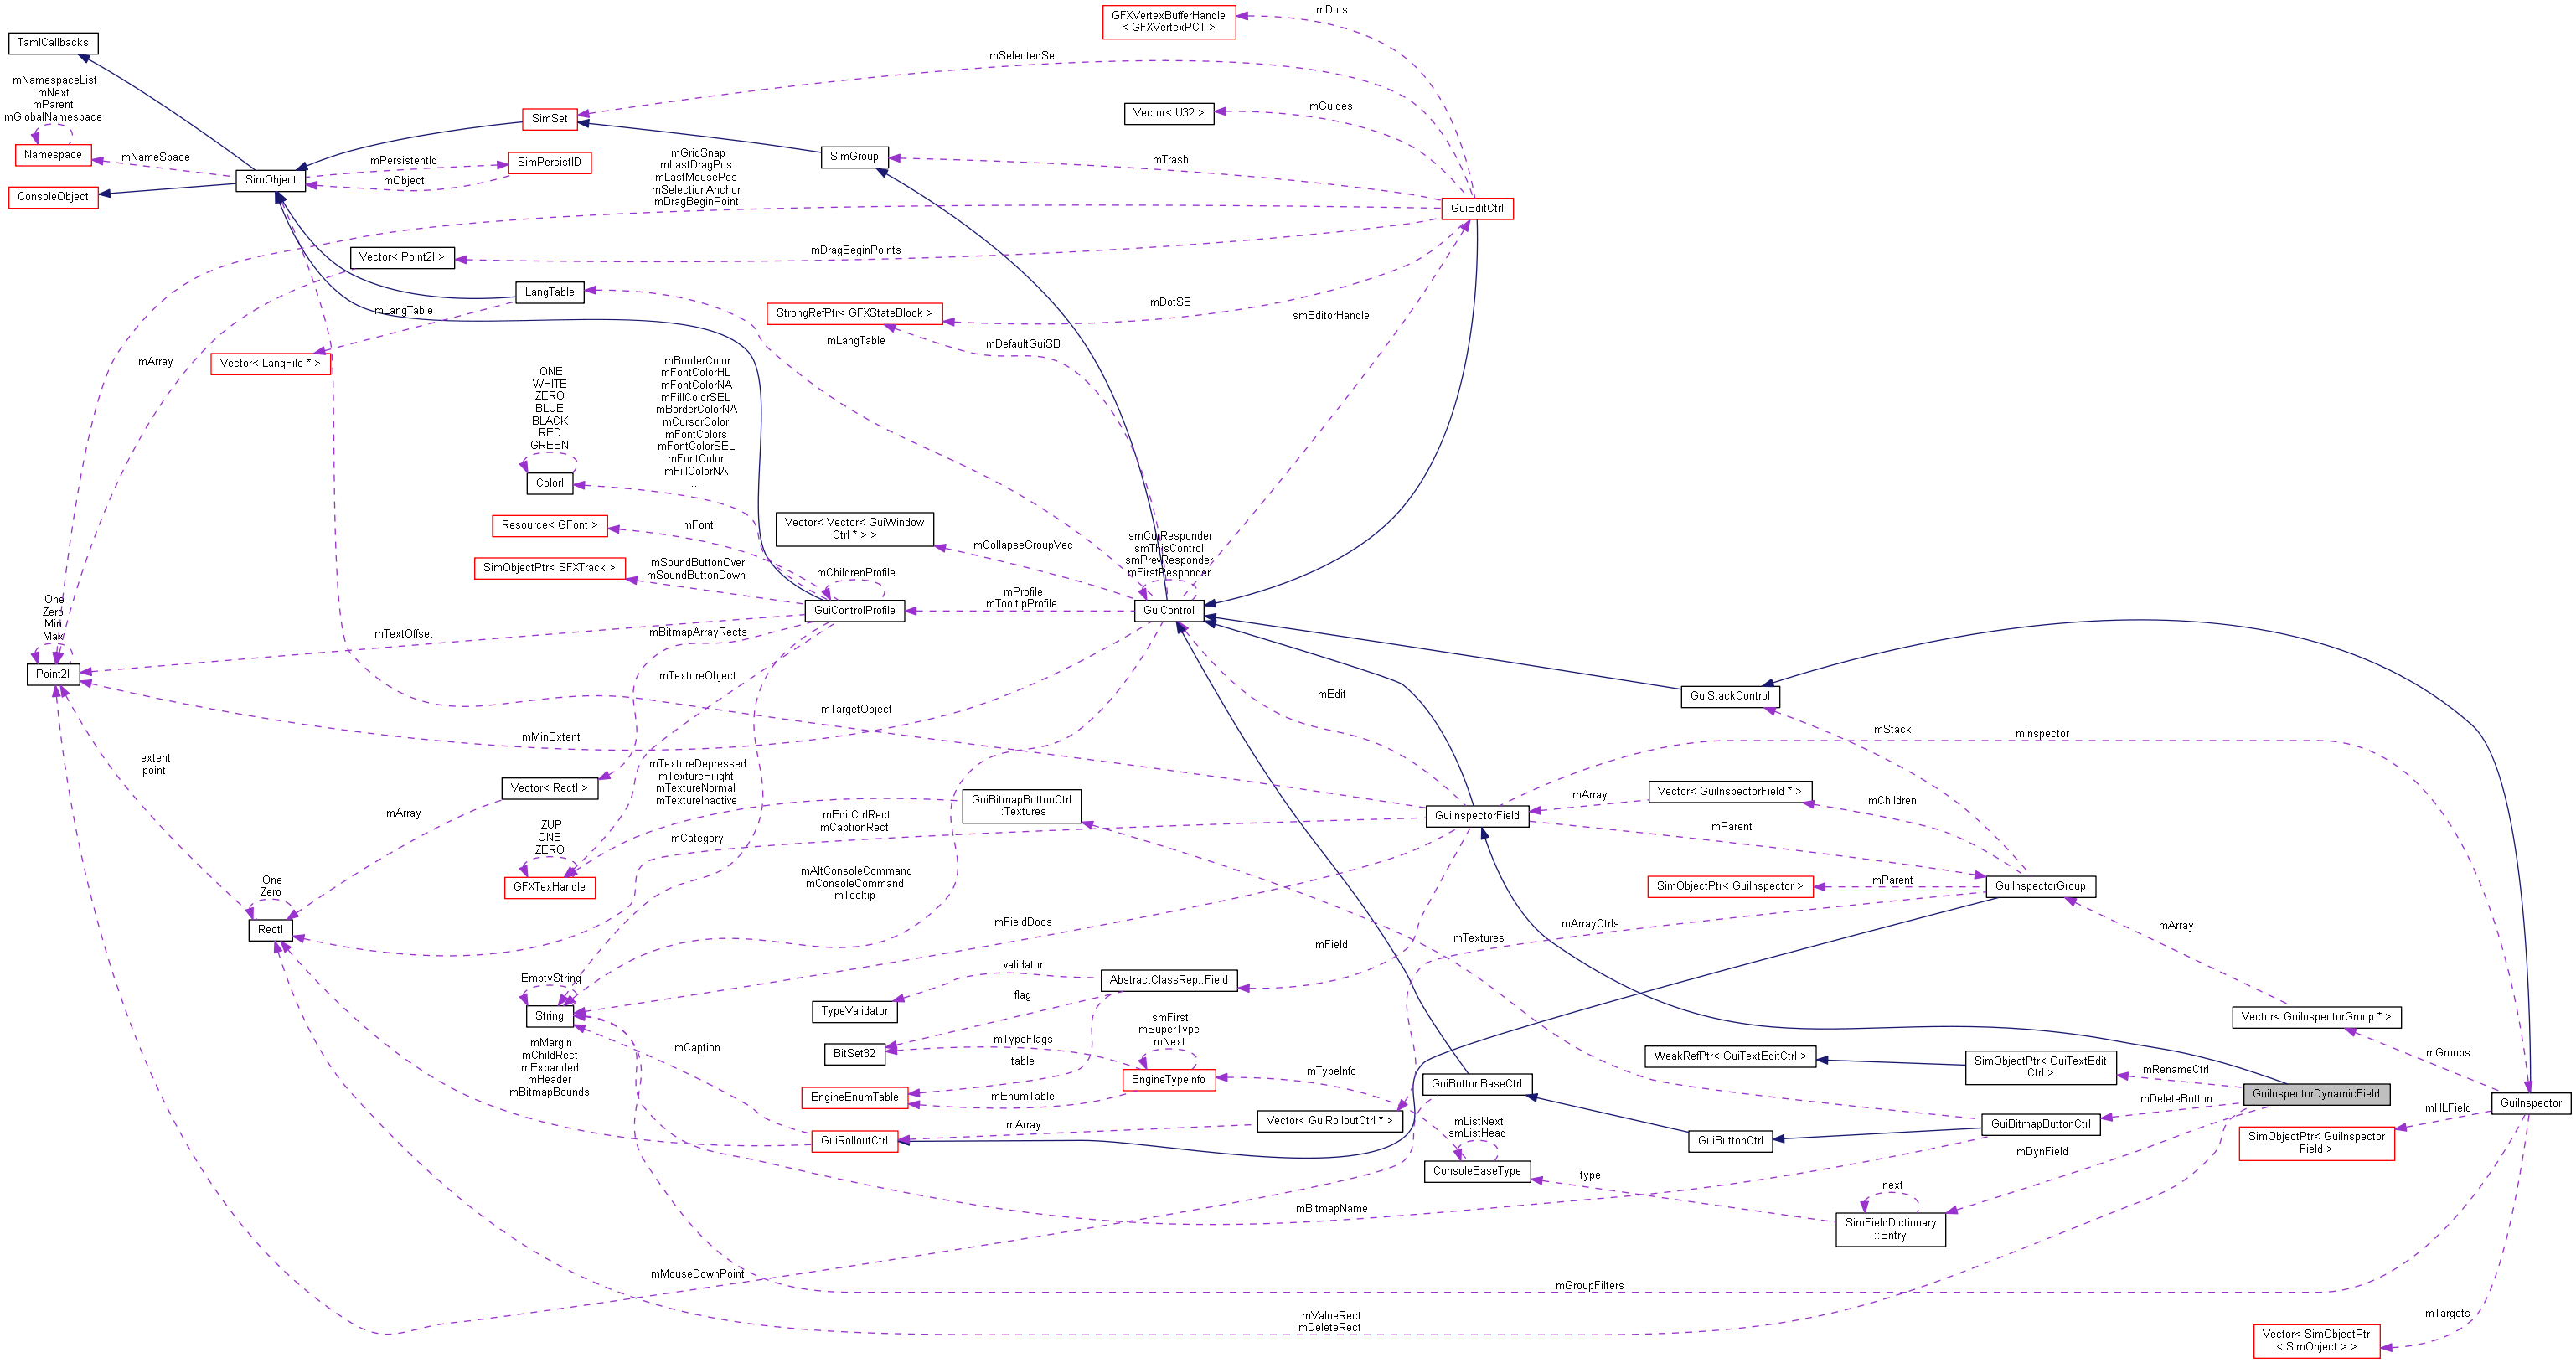 GFXVertexBufferHandle
< GFXVertexPCT >
mDots
TamlCallbacks
mSelectedSet
mNamespaceList
mNext
mParent
mGlobalNamespace
SimSet
Vector< U32 >
mGuides
Namespace
mNameSpace
mPersistentId
SimPersistID
SimGroup
mTrash
SimObject
mObject
ConsoleObject
mGridSnap
mLastDragPos
mLastMousePos
mSelectionAnchor
mDragBeginPoint
GuiEditCtrl
Vector< Point2I >
mDragBeginPoints
LangTable
mLangTable
StrongRefPtr< GFXStateBlock >
mDotSB
smEditorHandle
mLangTable
mDefaultGuiSB
mArray
Vector< LangFile * >
ONE
WHITE
ZERO
BLUE
BLACK
RED
GREEN
mBorderColor
mFontColorHL
mFontColorNA
mFillColorSEL
mBorderColorNA
mCursorColor
mFontColors
mFontColorSEL
mFontColor
mFillColorNA
...
ColorI
Resource< GFont >
mFont
Vector< Vector< GuiWindow
Ctrl * > >
mCollapseGroupVec
smCurResponder
smThisControl
smPrevResponder
mFirstResponder
SimObjectPtr< SFXTrack >
mSoundButtonOver
mSoundButtonDown
mChildrenProfile
GuiControlProfile
mProfile
mTooltipProfile
GuiControl
One
Zero
Min
Max
mTextOffset
mBitmapArrayRects
Point2I
mTextureObject
mTargetObject
mEdit
GuiStackControl
mMinExtent
mStack
mInspector
extent
point
Vector< RectI >
mTextureDepressed
mTextureHilight
mTextureNormal
mTextureInactive
GuiBitmapButtonCtrl
::Textures
GuiInspectorField
mArray
Vector< GuiInspectorField * >
mChildren
mArray
mEditCtrlRect
mCaptionRect
mParent
ZUP
ONE
ZERO
mCategory
GFXTexHandle
mAltConsoleCommand
mConsoleCommand
mTooltip
SimObjectPtr< GuiInspector >
mParent
GuiInspectorGroup
One
Zero
RectI
mFieldDocs
mField
mTextures
mArrayCtrls
mArray
EmptyString
String
validator
AbstractClassRep::Field
flag
TypeValidator
Vector< GuiInspectorGroup * >
mMargin
mChildRect
mExpanded
mHeader
mBitmapBounds
mCaption
BitSet32
mTypeFlags
smFirst
mSuperType
mNext
table
EngineTypeInfo
mTypeInfo
WeakRefPtr< GuiTextEditCtrl >
SimObjectPtr< GuiTextEdit
Ctrl >
mGroups
mRenameCtrl
GuiButtonBaseCtrl
EngineEnumTable
mEnumTable
GuiInspectorDynamicField
mDeleteButton
GuiInspector
mHLField
GuiRolloutCtrl
mArray
Vector< GuiRolloutCtrl * >
mListNext
smListHead
GuiButtonCtrl
GuiBitmapButtonCtrl
SimObjectPtr< GuiInspector
Field >
mDynField
ConsoleBaseType
type
next
mBitmapName
SimFieldDictionary
::Entry
mMouseDownPoint
mGroupFilters
mValueRect
mDeleteRect
mTargets
Vector< SimObjectPtr
< SimObject > >